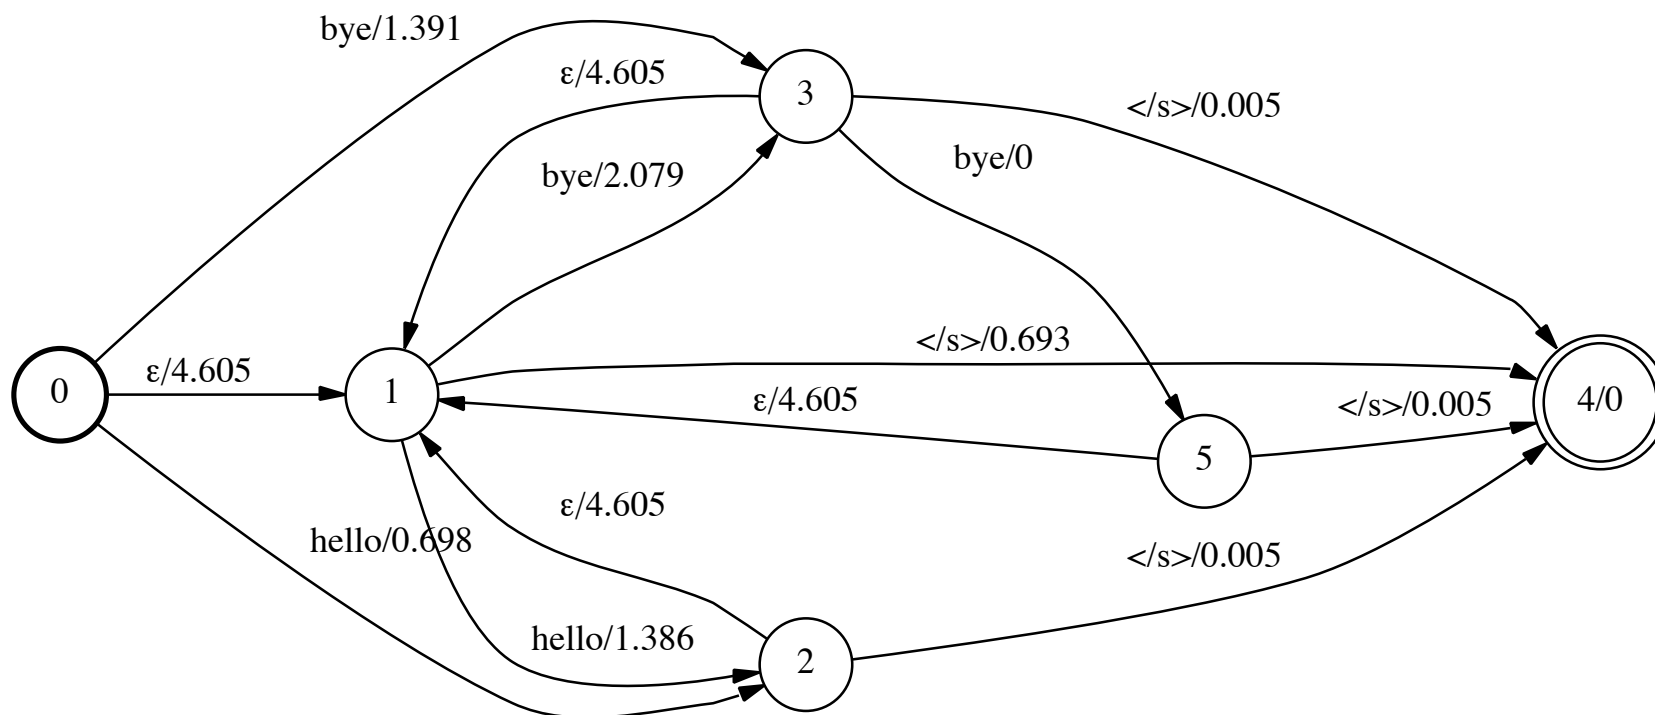 bye/1.391
ε/4.605
3
</s>/0.005
bye/2.079
bye/0
</s>/0.693
0
ε/4.605
1
ε/4.605
</s>/0.005
4/0
5
ε/4.605
hello/0.698
</s>/0.005
hello/1.386
2